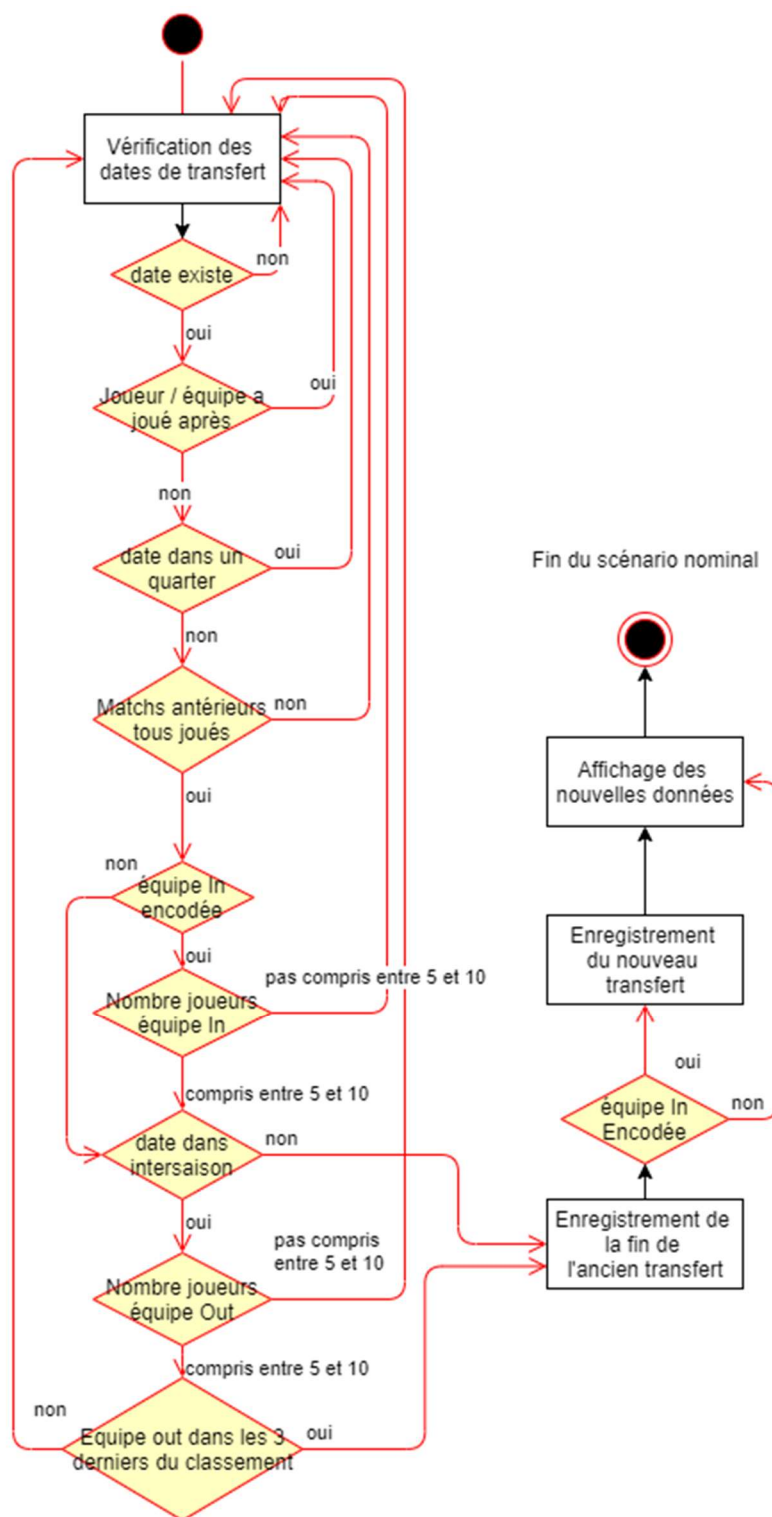 Vérification des
dates de transfert
non
date existe
oui
Joueur / équipe a
joué après
oui
non
date dans un
quarter
oui
non
Matchs antérieurs
tous joués
non
oui
non
équipe In
encodée
oui
pas compris entre 5 et 10
Nombre joueurs
équipe In
compris entre 5 et 10
date dans
intersaison
non
oui
pas compris
entre 5 et 10
Nombre joueurs
équipe Out
compris entre 5 et 10
non
Equipe out dans les 3
derniers du classement
oui
Fin du scénario nominal
Affichage des
nouvelles données
Enregistrement
du nouveau
transfert
oui
équipe In
Encodée
non
Enregistrement de
la fin de
l'ancien transfert